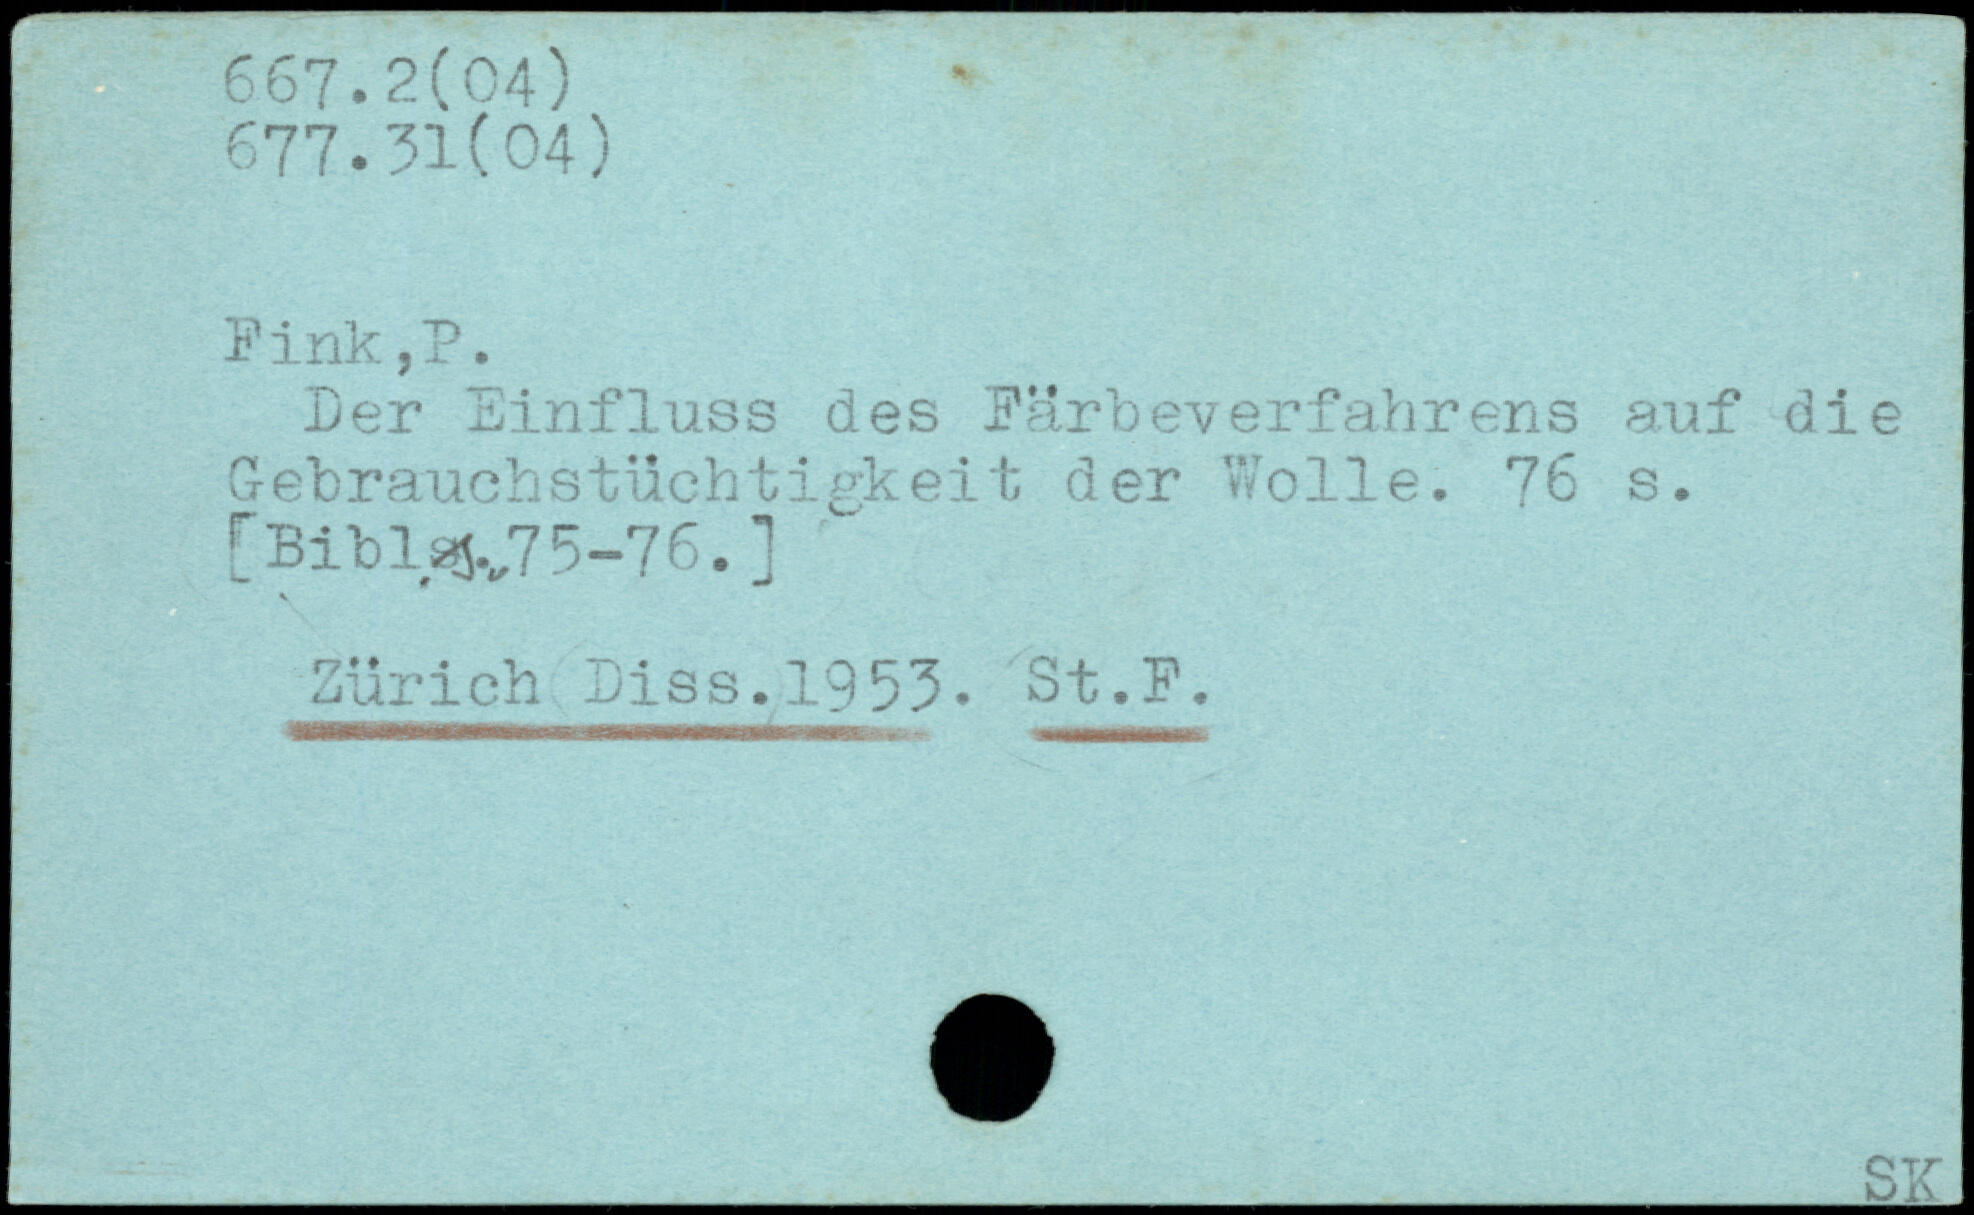 667.2(04)
677.31(04)
Fink,P.
Der Einfluss des Färbeverfahrens auf die
Gebrauchstüchtigkeit der Wolle. 76 s.
[Bibl.s.75-76.]
Zürich(Diss.)1953. St.F.
SK